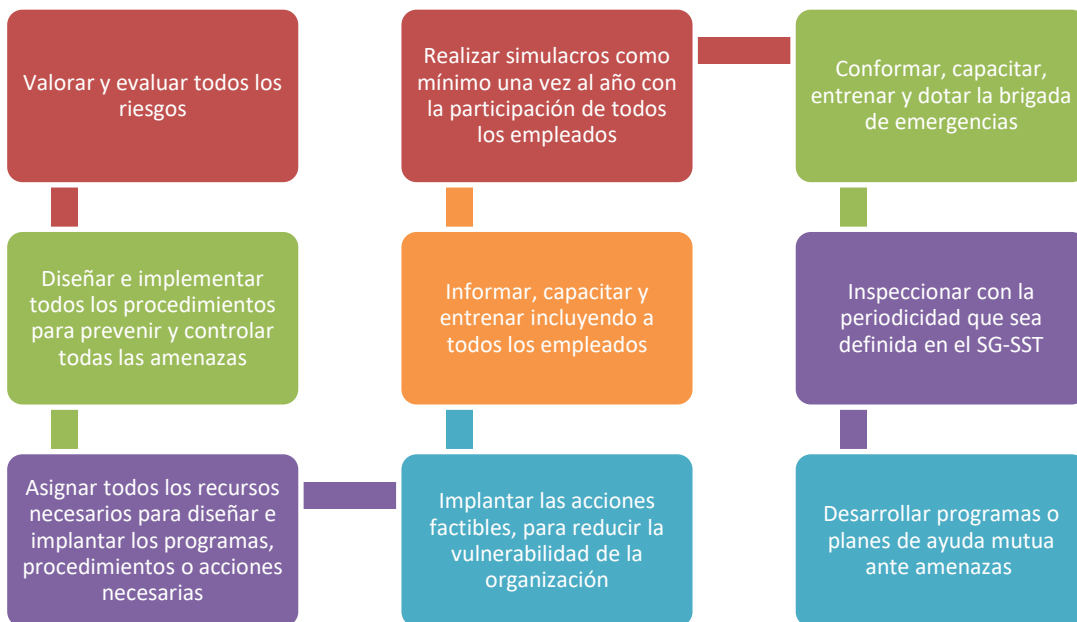 Valorar y evaluar todos los
riesgos
Diseñar e implementar
todos los procedimientos
para prevenir y controlar
todas las amenazas
Asignar todos los recursos
necesarios para diseñar e
implantar los programas,
procedimientos o acciones
necesarias
Implantar las acciones
factibles, para reducir la
vulnerabilidad de la
organización
Informar, capacitar y
entrenar incluyendo a
todos los empleados
Realizar simulacros como
mínimo una vez al año con
la participación de todos
los empleados
Conformar, capacitar,
entrenar y dotar la brigada
de emergencias
Inspeccionar con la
periodicidad que sea
definida en el SG-SST
Desarrollar programas o
planes de ayuda mutua
ante amenazas